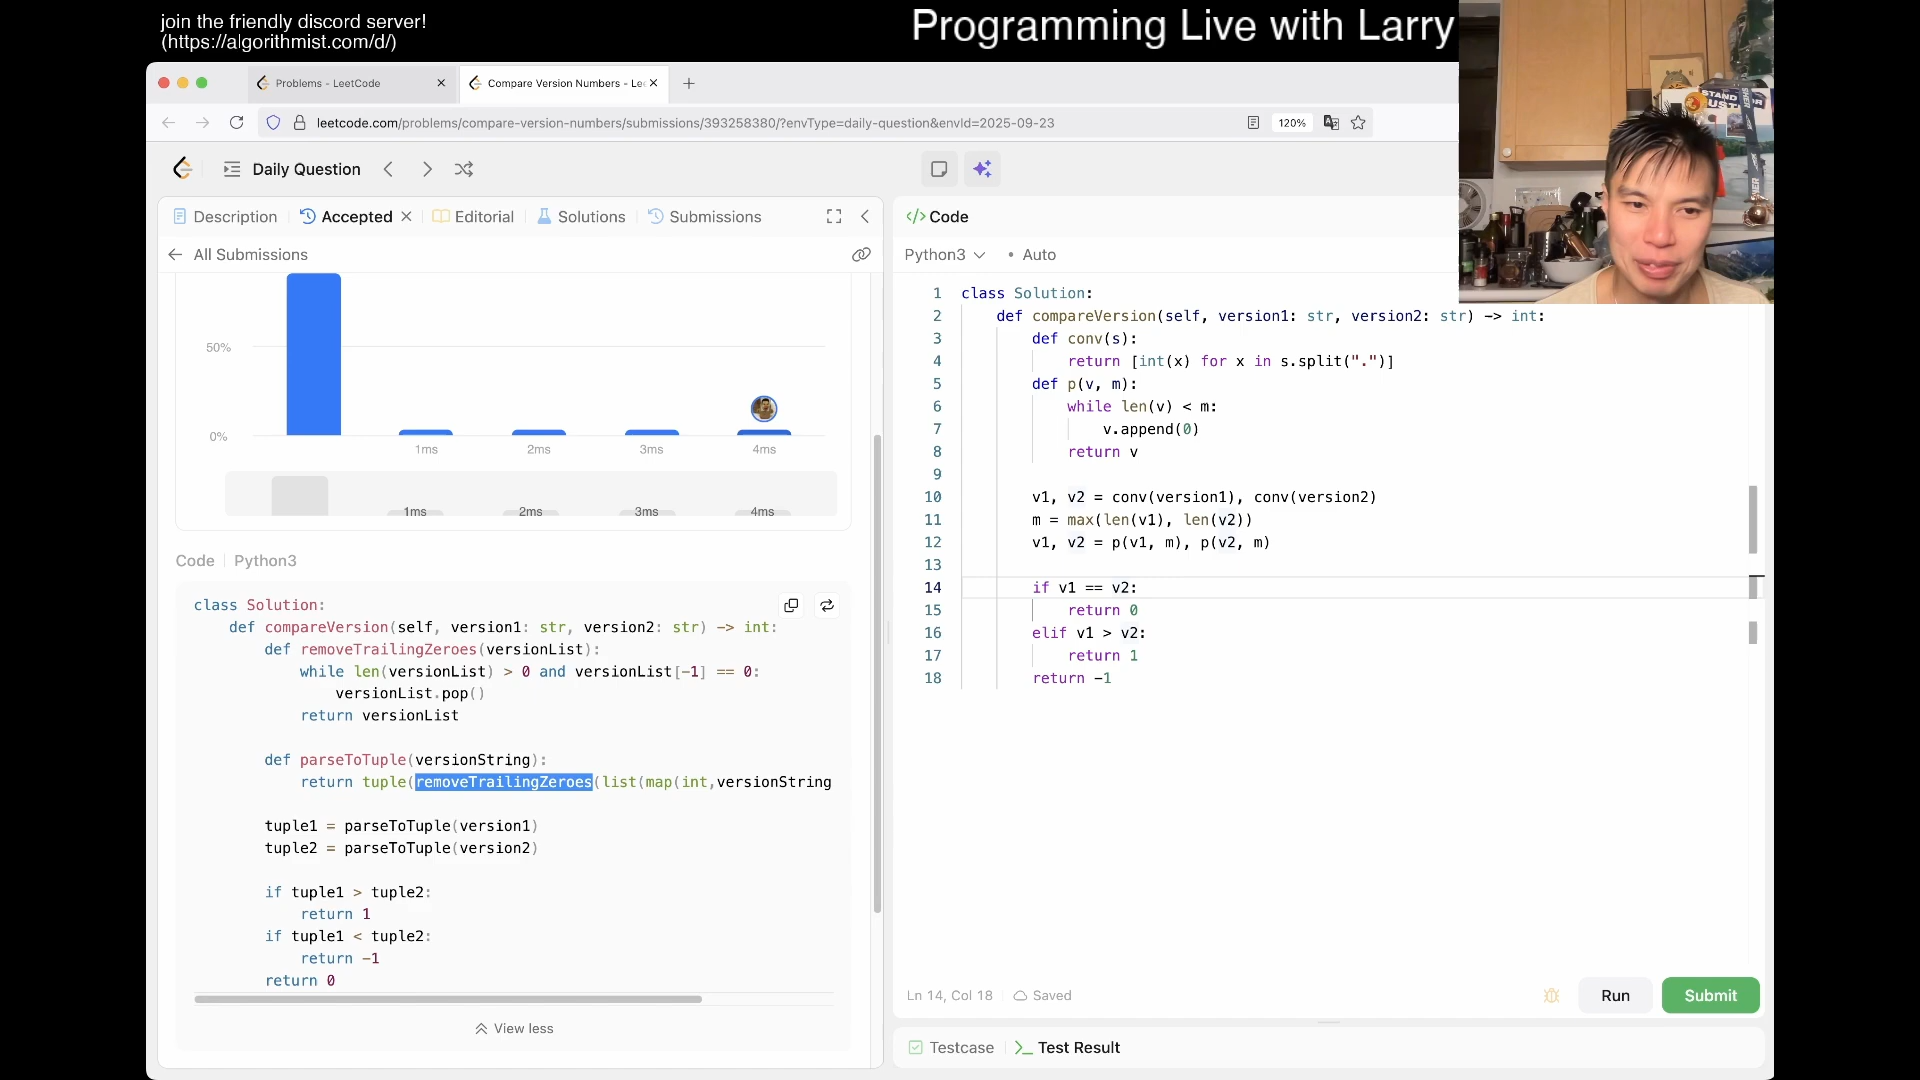 join the friendly discord server!
(https://algorithmist.com/d/)
Programming Live with Larry
Problems - LeetCode
Compare Version Numbers - Le
leetcode.com/problems/compare-version-numbers/submissions/393258380/?envType=daily-question&envId=2025-09-23
120%
Daily Question
Description
Accepted
Editorial
Solutions
Submissions
All Submissions
50%
0%
1ms
2ms
3ms
4ms
1ms
2ms
3ms
4ms
Code
Python3
class Solution:
def compareVersion(self, version1: str, version2: str) -> int:
def removeTrailingZeroes(versionList):
while len(versionList) > 0 and versionList[-1] == 0:
versionList.pop()
return versionList
def parseToTuple(versionString):
return tuple(removeTrailingZeroes(list(map(int,versionString
tuple1 = parseToTuple(version1)
tuple2 = parseToTuple(version2)
if tuple1 > tuple2:
return 1
if tuple1 < tuple2:
return -1
return 0
View less
</> Code
Python3
• Auto
1 class Solution:
2 def compareVersion(self, version1: str, version2: str) -> int:
3 def conv(s):
4 return [int(x) for x in s.split(".")]
5 def p(v, m):
6 while len(v) < m:
7 v.append(0)
8 return v
9
10 v1, v2 = conv(version1), conv(version2)
11 m = max(len(v1), len(v2))
12 v1, v2 = p(v1, m), p(v2, m)
13
14 if v1 == v2:
15 return 0
16 elif v1 > v2:
17 return 1
18 return -1
Ln 14, Col 18
Saved
Run
Submit
Testcase
Test Result
STAND